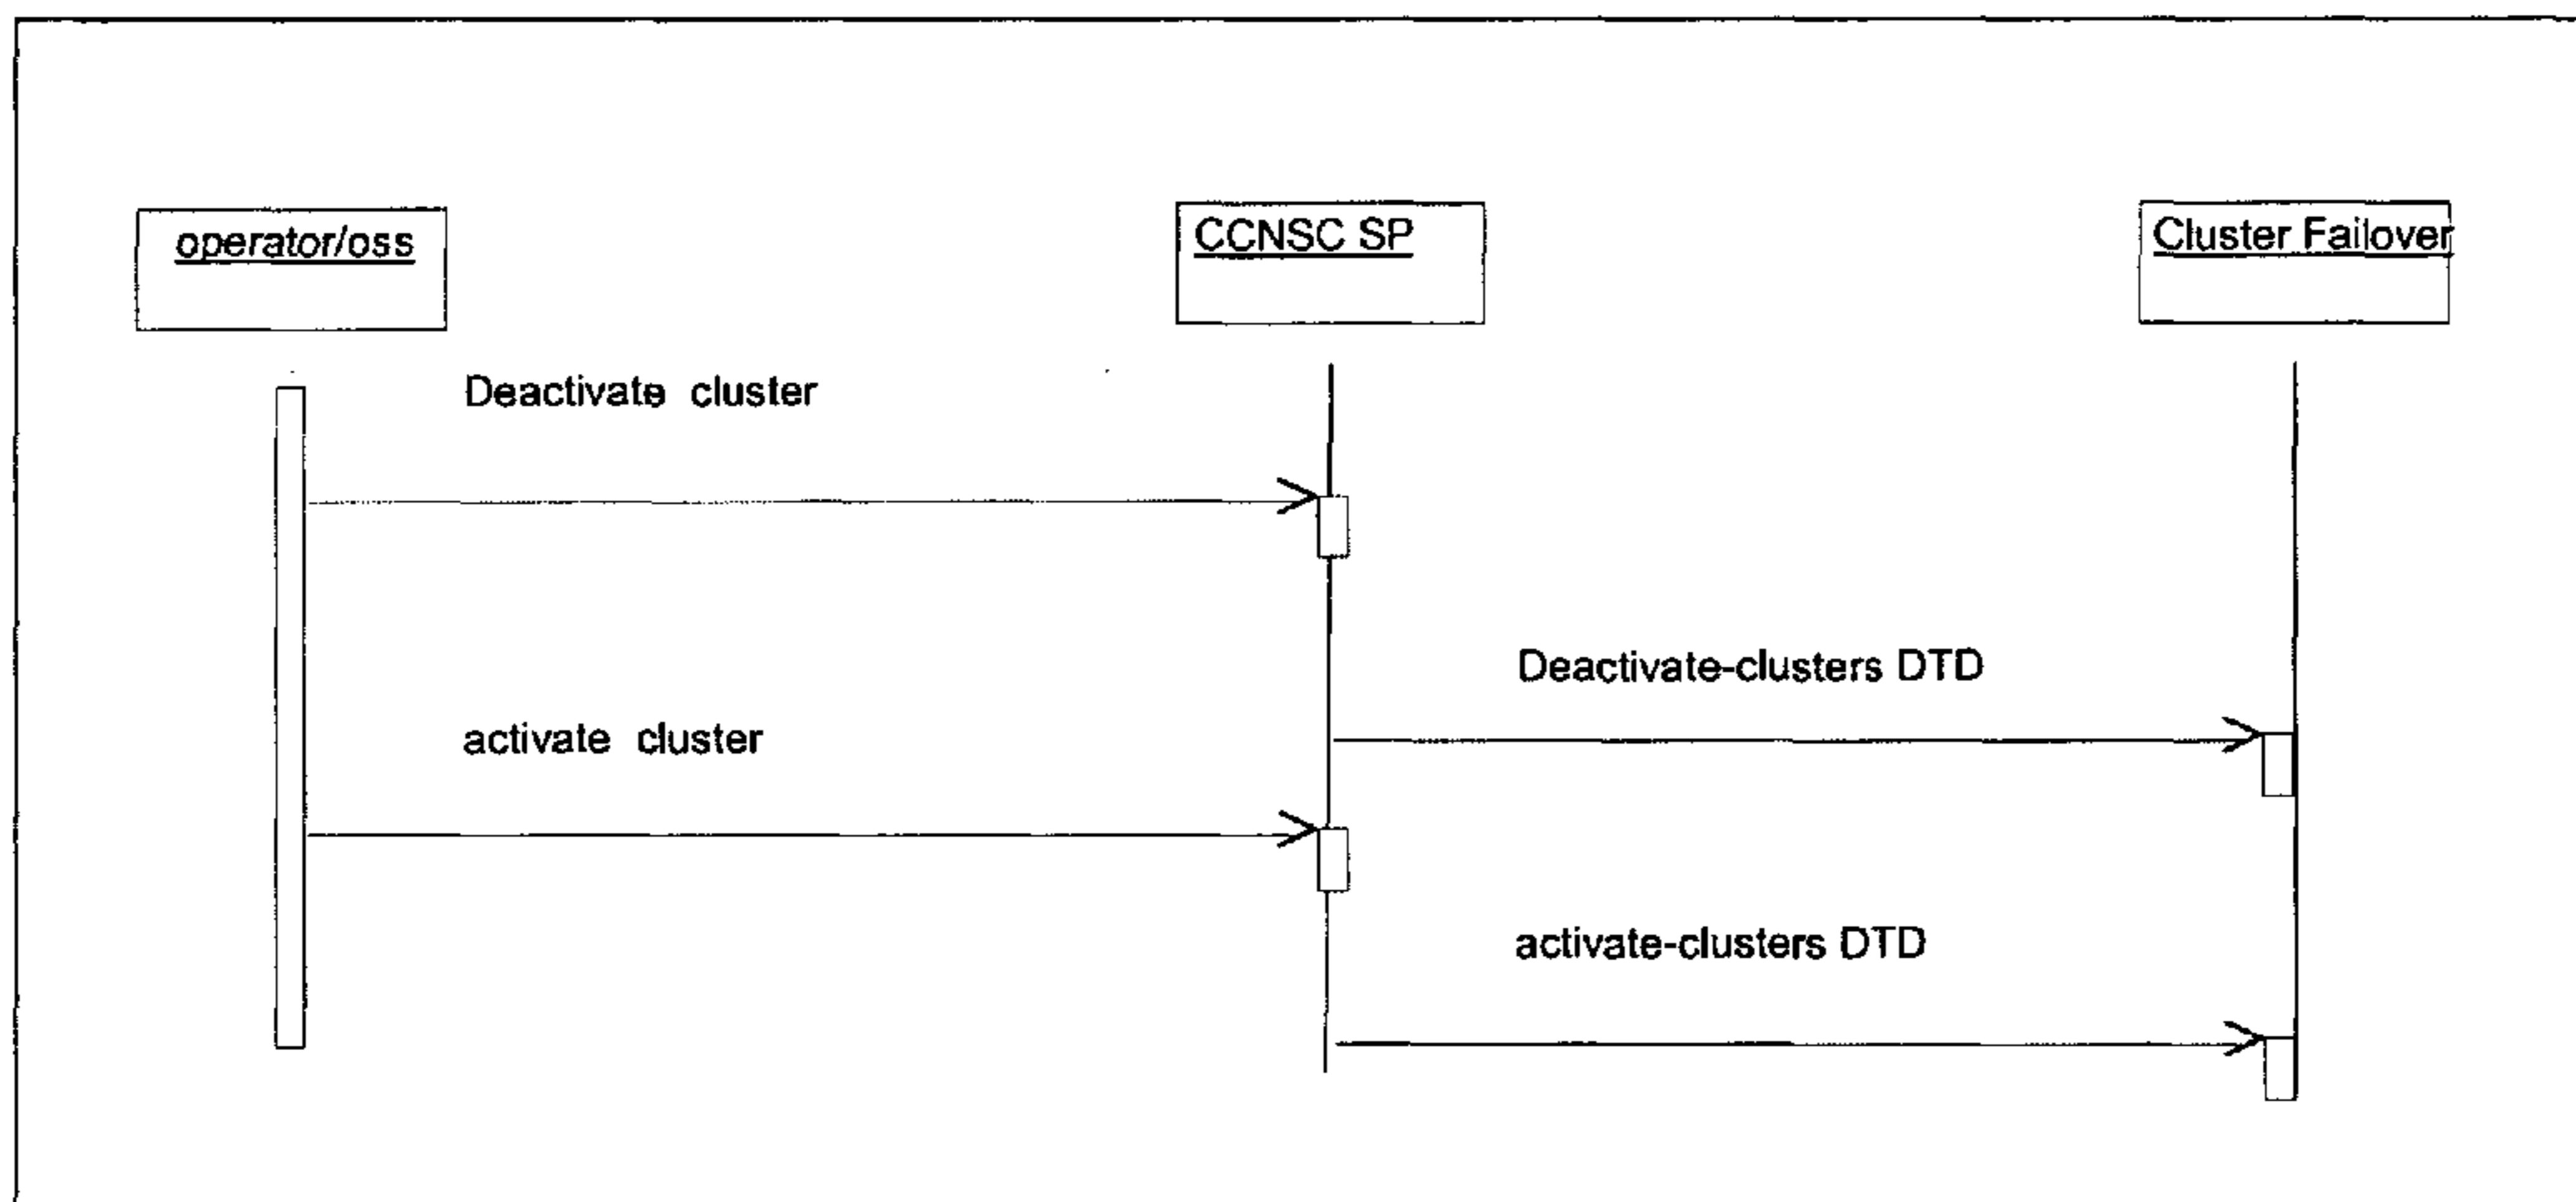 operator/oss
CCNSC SP
Cluster Failover
Deactivate cluster
Deactivate-clusters DTD
activate cluster
activate-clusters DTD